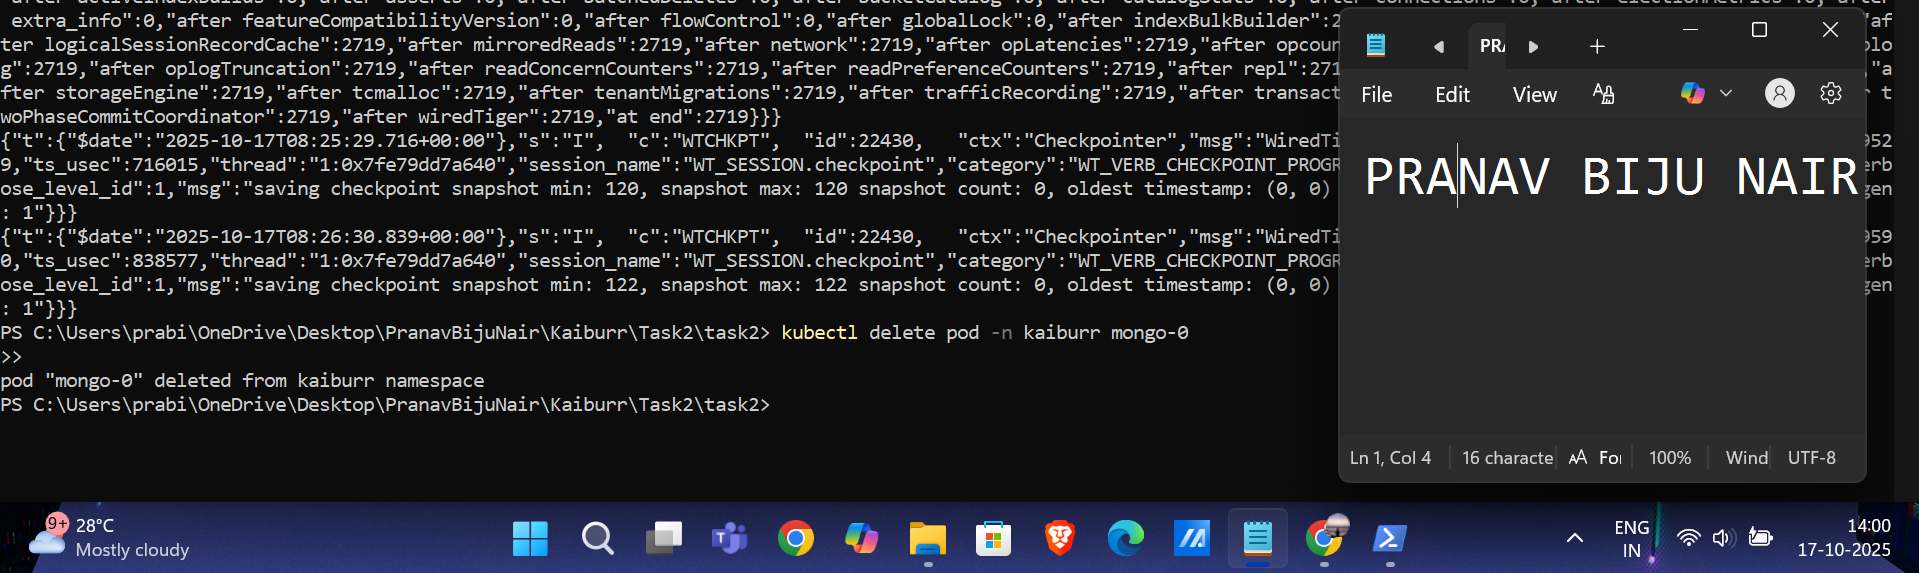 extra_info":0,"after featureCompatibilityVersion":0,"after flowControl":0,"after globalLock":0,"after indexBulkBuilder":2
ter logicalSessionRecordCache":2719,"after mirroredReads":2719,"after network":2719,"after opLatencies":2719,"after opcoun
g":2719,"after oplogTruncation":2719,"after readConcernCounters":2719,"after readPreferenceCounters":2719,"after repl":271
fter storageEngine":2719,"after tcmalloc":2719,"after tenantMigrations":2719,"after trafficRecording":2719,"after transact
woPhaseCommitCoordinator":2719,"after wiredTiger":2719,"at end":2719}}}
{"t":{"$date":"2025-10-17T08:25:29.716+00:00"},"s":"I",  "c":"WTCHKPT",  "id":22430,   "ctx":"Checkpointer","msg":"WiredTi
9,"ts_usec":716015,"thread":"1:0x7fe79dd7a640","session_name":"WT_SESSION.checkpoint","category":"WT_VERB_CHECKPOINT_PROGR
ose_level_id":1,"msg":"saving checkpoint snapshot min: 120, snapshot max: 120 snapshot count: 0, oldest timestamp: (0, 0)
: 1"}}}
{"t":{"$date":"2025-10-17T08:26:30.839+00:00"},"s":"I",  "c":"WTCHKPT",  "id":22430,   "ctx":"Checkpointer","msg":"WiredTi
0,"ts_usec":838577,"thread":"1:0x7fe79dd7a640","session_name":"WT_SESSION.checkpoint","category":"WT_VERB_CHECKPOINT_PROGR
ose_level_id":1,"msg":"saving checkpoint snapshot min: 122, snapshot max: 122 snapshot count: 0, oldest timestamp: (0, 0)
: 1"}}}
PS C:\Users\prabi\OneDrive\Desktop\PranavBijuNair\Kaiburr\Task2\task2> kubectl delete pod -n kaiburr mongo-0
>>
pod "mongo-0" deleted from kaiburr namespace
PS C:\Users\prabi\OneDrive\Desktop\PranavBijuNair\Kaiburr\Task2\task2>
PRA
File Edit View
PRANAV BIJU NAIR
Ln 1, Col 4 16 characte For 100% Wind UTF-8
9+ 28°C
Mostly cloudy
ENG
IN
14:00
17-10-2025